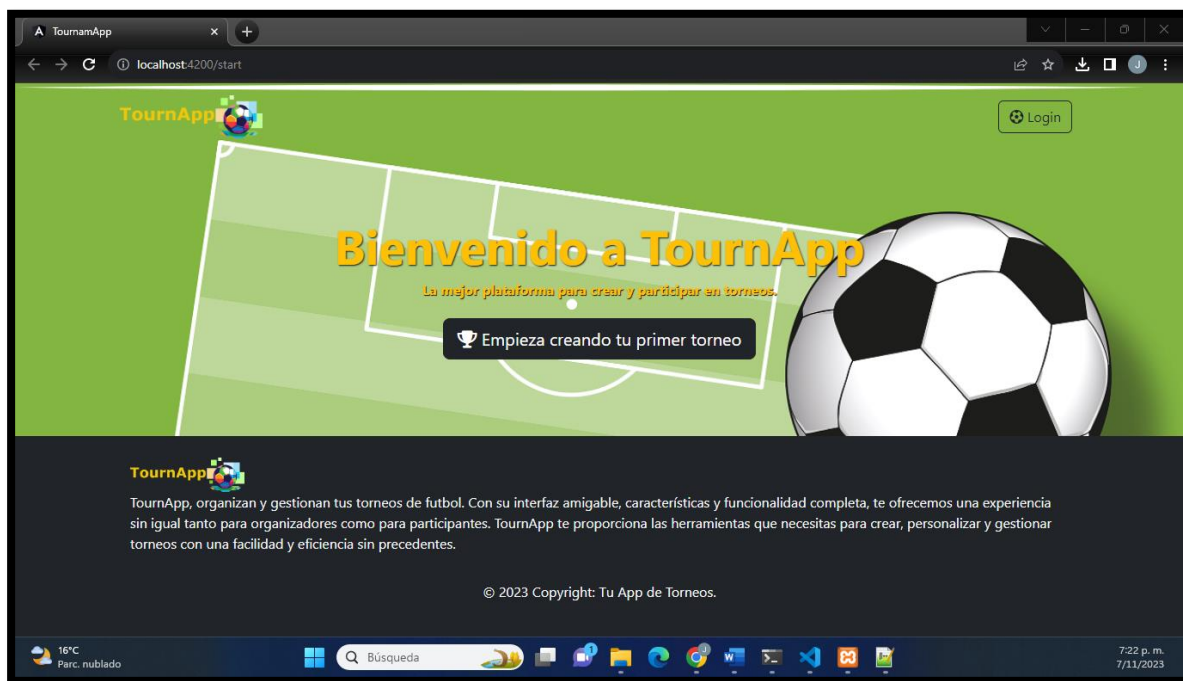 TournamApp
localhost:4200/start
TournApp
Login
Bienvenido a TournApp
La mejor plataforma para crear y participar en torneos.
Empieza creando tu primer torneo
TournApp
TournApp, organizan y gestionan tus torneos de futbol. Con su interfaz amigable, características y funcionalidad completa, te ofrecemos una experiencia
sin igual tanto para organizadores como para participantes. TournApp te proporciona las herramientas que necesitas para crear, personalizar y gestionar
torneos con una facilidad y eficiencia sin precedentes.
© 2023 Copyright: Tu App de Torneos.
16°C
Parc. nublado
Búsqueda
7:22 p. m.
7/11/2023